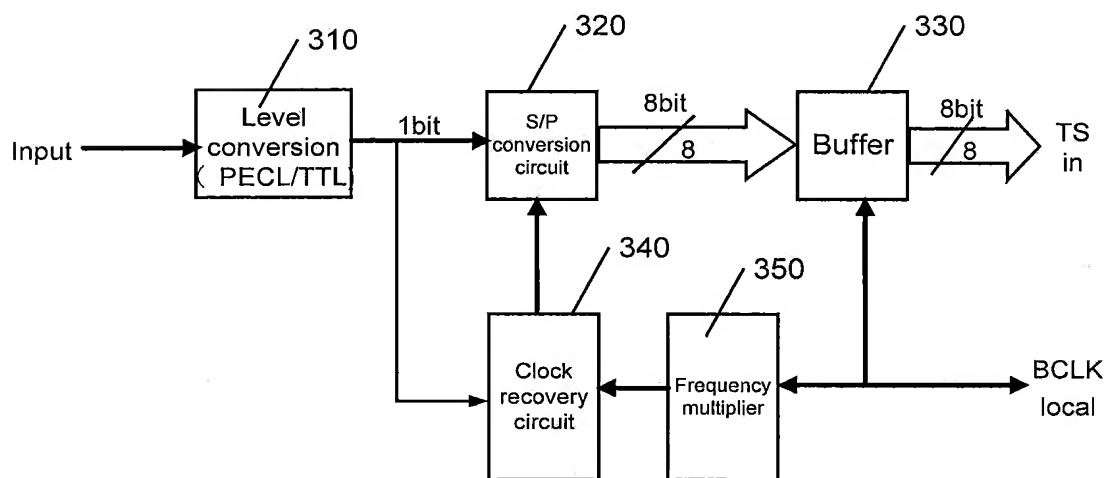 310
320
330
Level
conversion
( PECL/TTL)
Input
1bit
S/P
conversion
circuit
8bit
8
Buffer
8bit
8
TS
in
340
350
Clock
recovery
circuit
Frequency
multiplier
BCLK
local